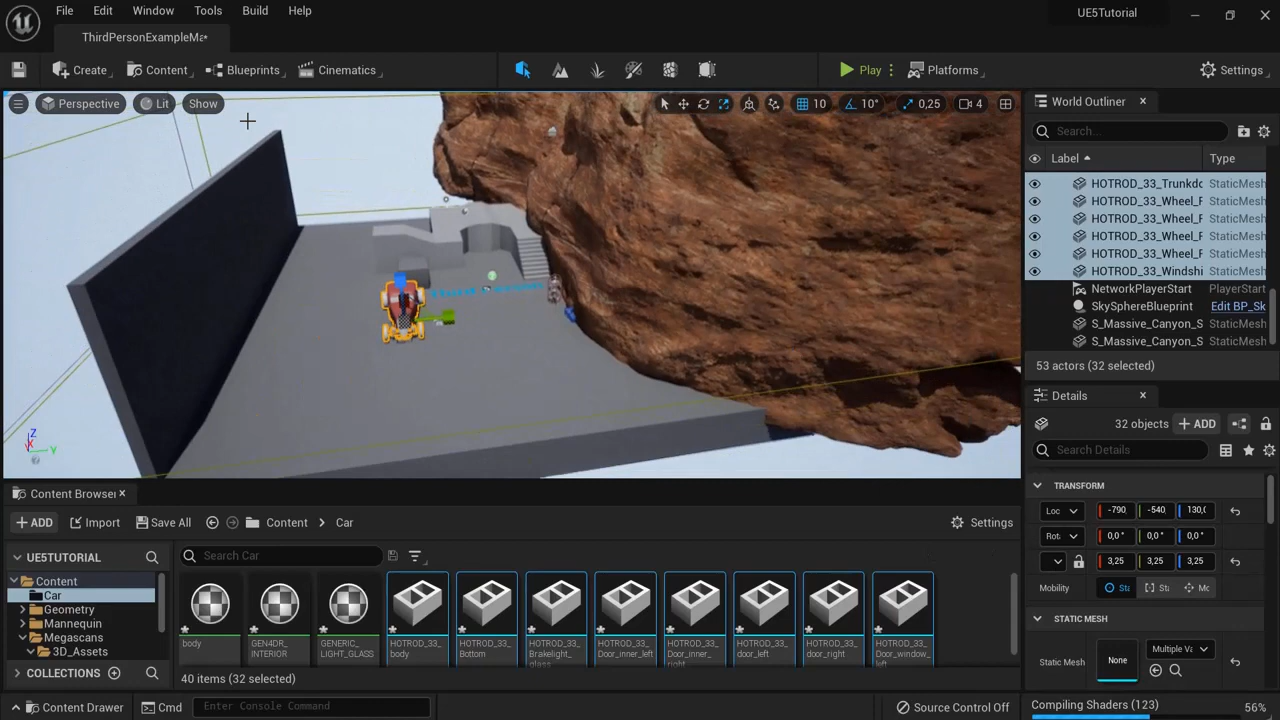 File Edit Window Tools Build Help
UE5Tutorial
ThirdPersonExampleMa*
Create Content Blueprints Cinematics Play Platforms Settings
Perspective Lit Show 10 10° 0,25 4
World Outliner
Search...
Label Type
HOTROD_33_Trunkdo StaticMesh
HOTROD_33_Wheel_F StaticMesh
HOTROD_33_Wheel_F StaticMesh
HOTROD_33_Wheel_F StaticMesh
HOTROD_33_Wheel_F StaticMesh
HOTROD_33_Windshi StaticMesh
NetworkPlayerStart PlayerStart
SkySphereBlueprint Edit BP_Sk
S_Massive_Canyon_S StaticMesh
S_Massive_Canyon_S StaticMesh
53 actors (32 selected)
Details
32 objects ADD
Search Details
TRANSFORM
Loc -790, -540, 130,(
Rot 0,0° 0,0° 0,0°
3,25 3,25 3,25
Mobility Sta Sta Mo
STATIC MESH
Static Mesh None Multiple Va
Z
X
Y
Content Browser
ADD Import Save All Content Car Settings
UE5TUTORIAL
Content
Car
Geometry
Mannequin
Megascans
3D_Assets
COLLECTIONS
Search Car
body
GEN4DR_
INTERIOR
GENERIC_
LIGHT_GLASS
HOTROD_33_
body
HOTROD_33_
Bottom
HOTROD_33_
Brakelight_
glass
HOTROD_33_
Door_inner_left
HOTROD_33_
Door_inner_
right
HOTROD_33_
door_left
HOTROD_33_
door_right
HOTROD_33_
Door_window_
left
40 items (32 selected)
Content Drawer Cmd Enter Console Command Source Control Off Compiling Shaders (123) 56%